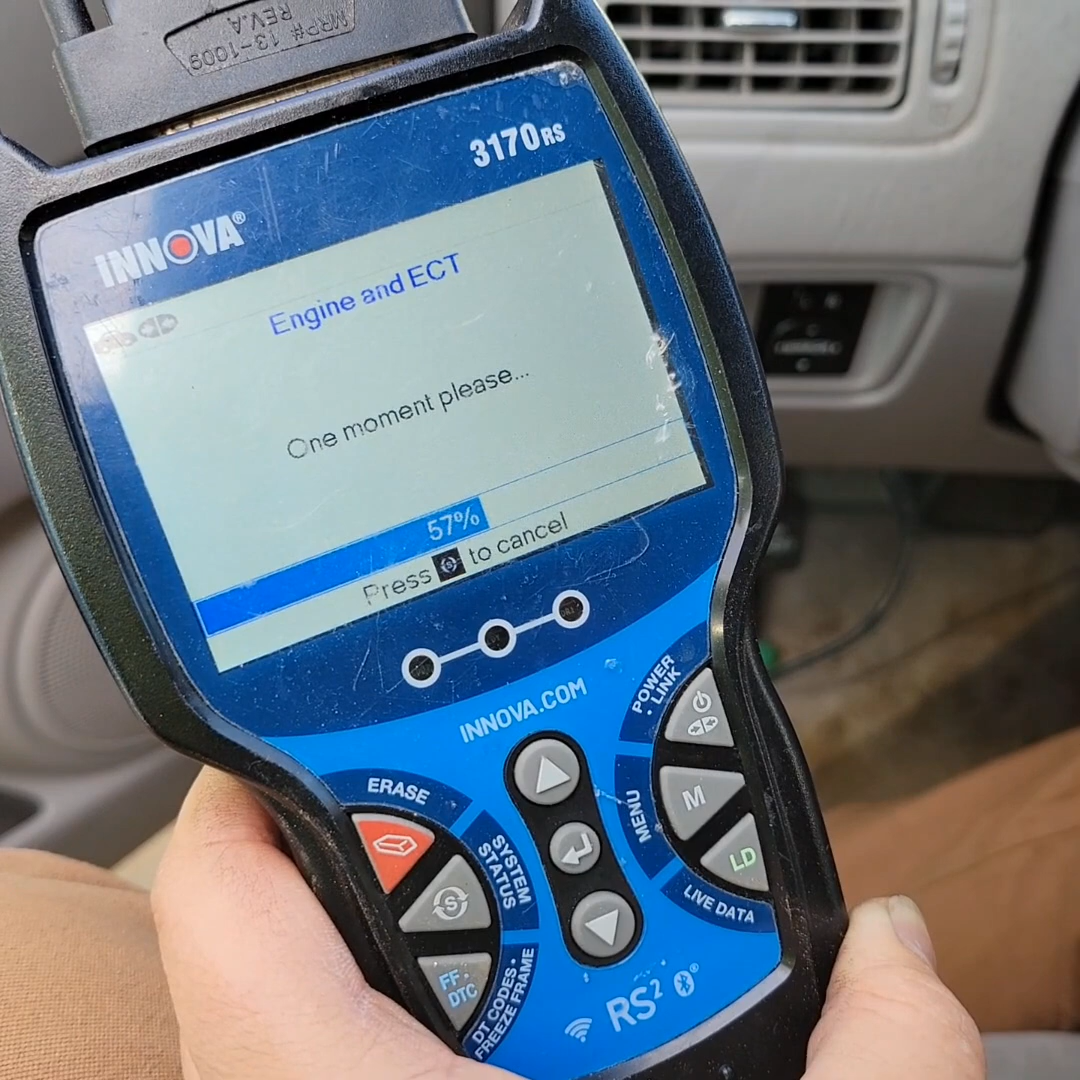 MRP# 13-1009
REV.A
3170RS
INNOVA®
Engine and ECT
One moment please...
57%
Press S to cancel
INNOVA.COM
POWER
• LINK
ERASE
M
MENU
SYSTEM
STATUS
S
LD
LIVE DATA
FF•
DTC
DT CODES•
FREEZE FRAME
RS²